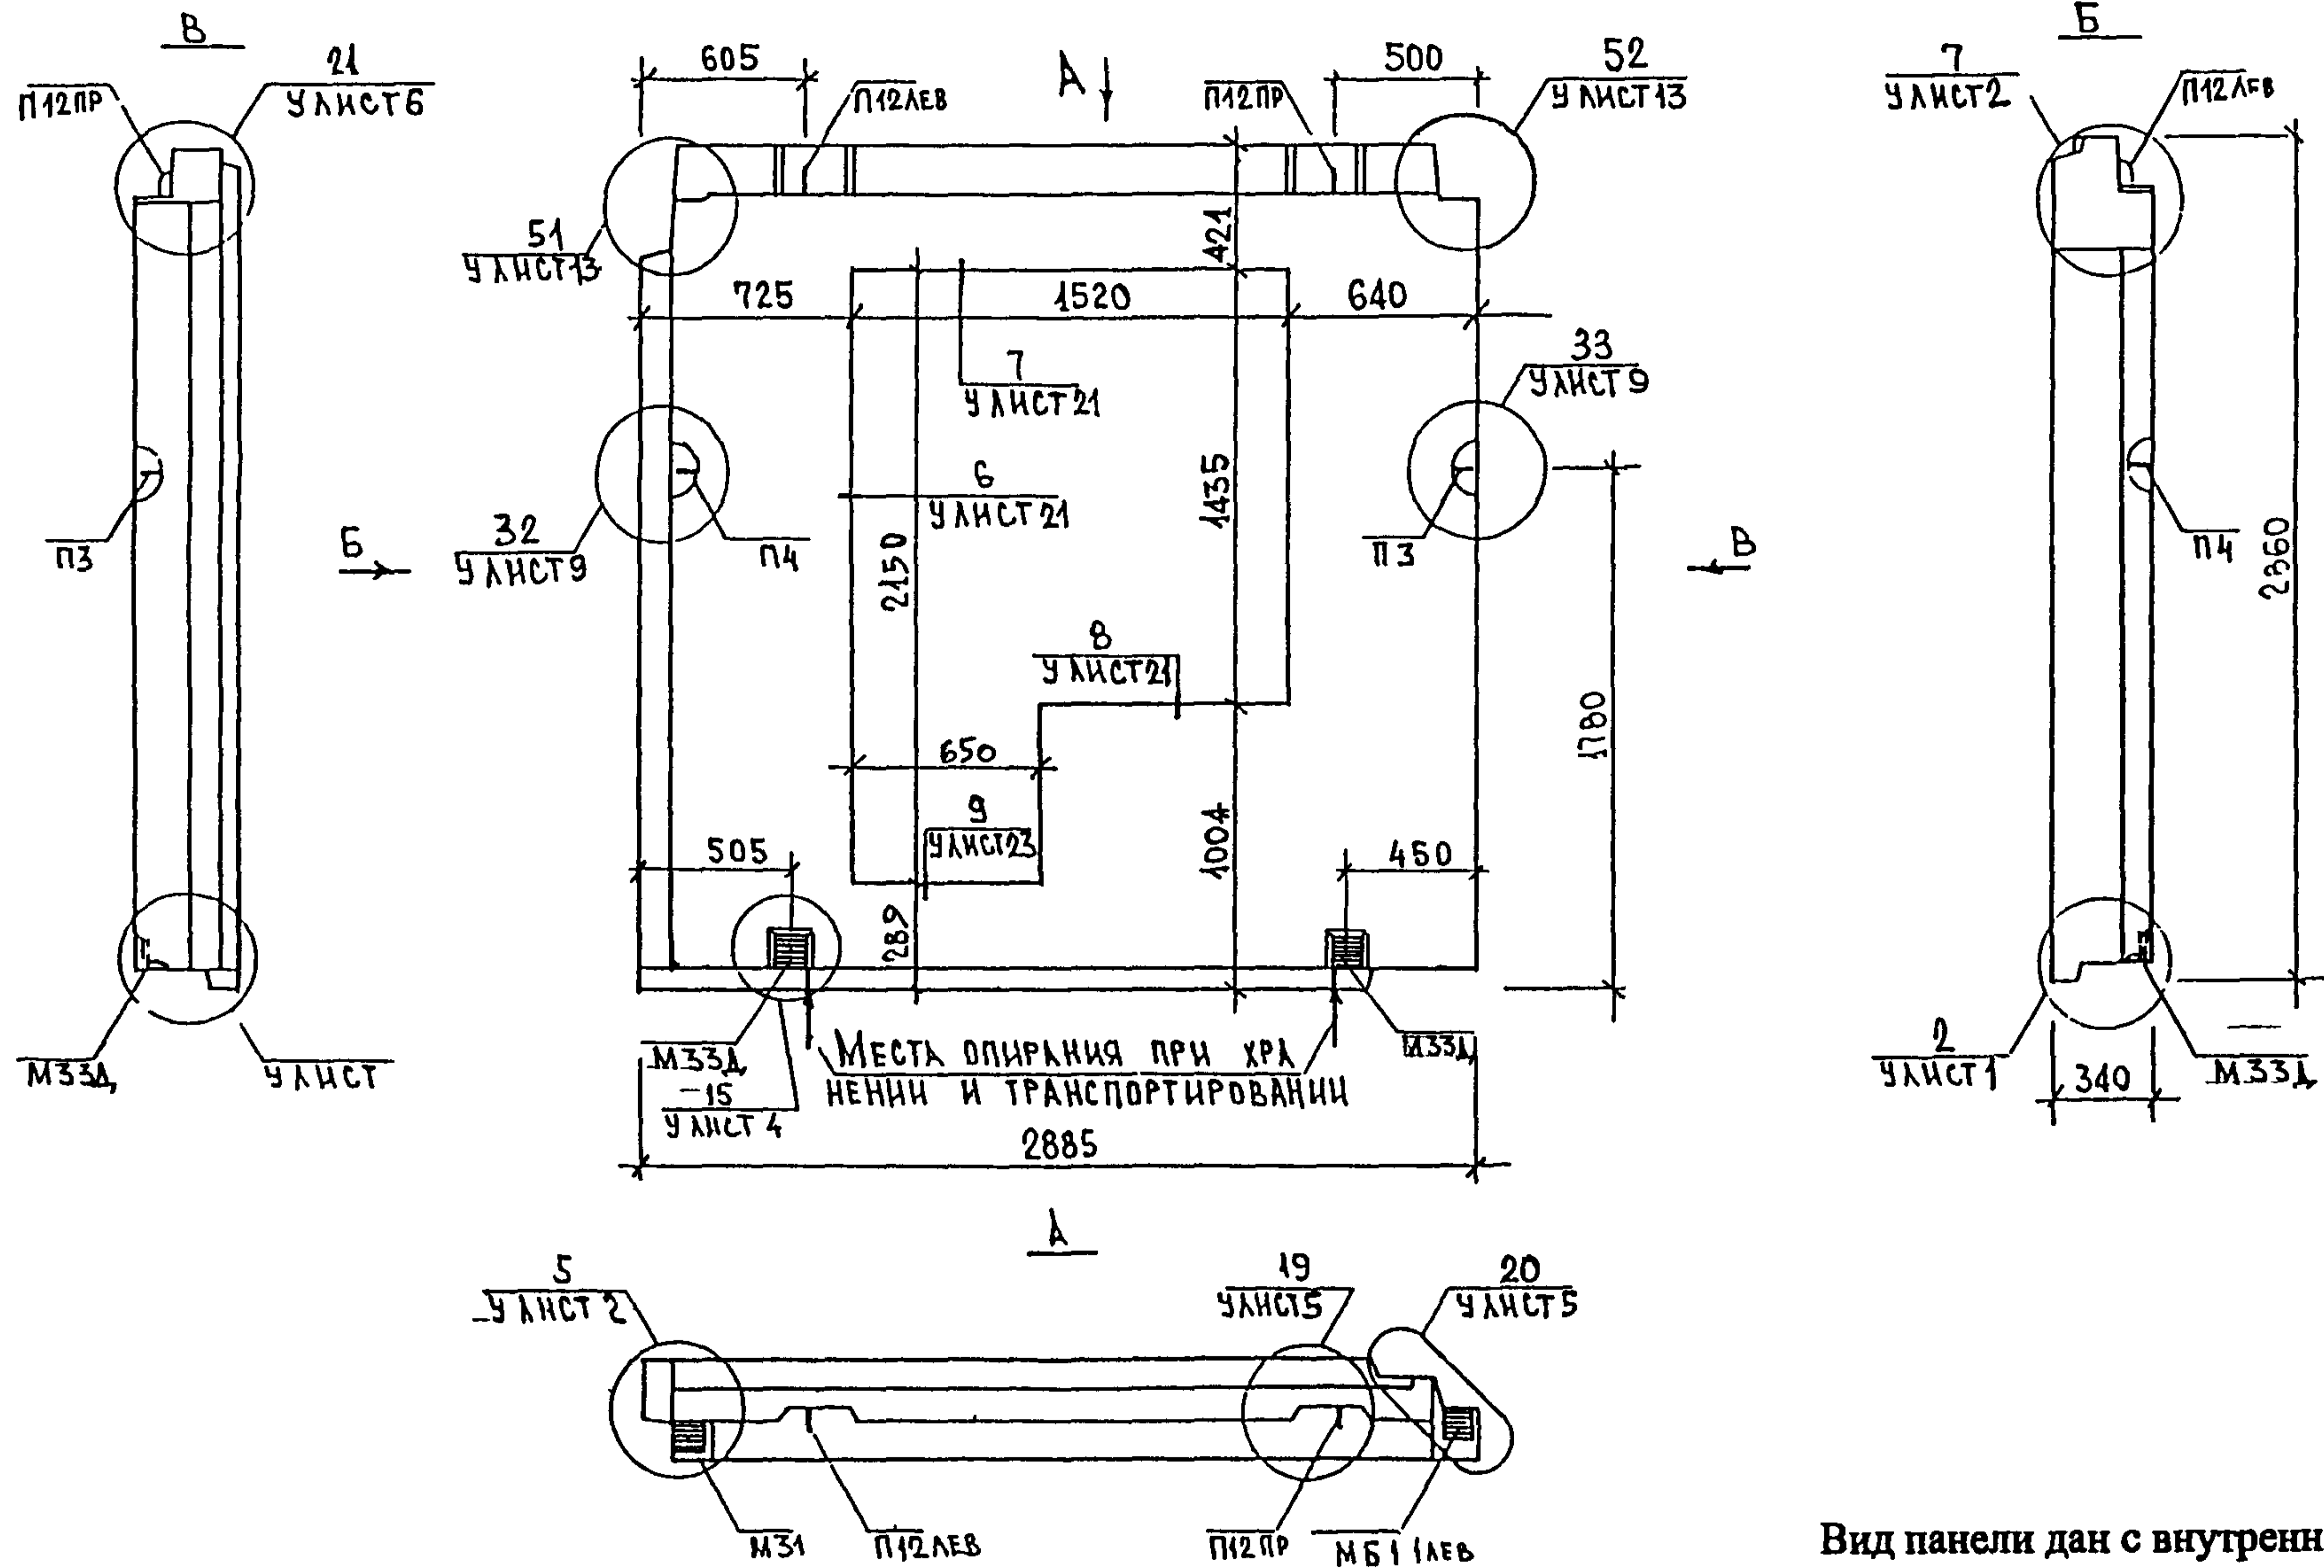 В
21
П12ПР
У ЛИСТ 6
П3
М33Д
У ЛИСТ
605
А
500
52
П12ЛЕВ
П12ПР
У ЛИСТ 13
51
У ЛИСТ 13
421
725
1520
640
7
У ЛИСТ 21
33
У ЛИСТ 9
6
У ЛИСТ 21
1435
32
У ЛИСТ 9
Б
П4
2150
П3
В
8
У ЛИСТ 21
1780
650
9
У ЛИСТ 23
505
1004
450
289
М33Д
МЕСТА ОПИРАНИЯ ПРИ ХРА
НЕНИИ И ТРАНСПОРТИРОВАНИИ
М33Д
15
У ЛИСТ 4
2885
Б
7
У ЛИСТ 2
П12ЛЕВ
П4
2860
2
У ЛИСТ 1
340
М33Д
А
5
У ЛИСТ 2
19
У ЛИСТ 5
20
У ЛИСТ 5
М31
П12ЛЕВ
П12ПР
МБ11ЛЕВ
Вид панели дан с внутренн